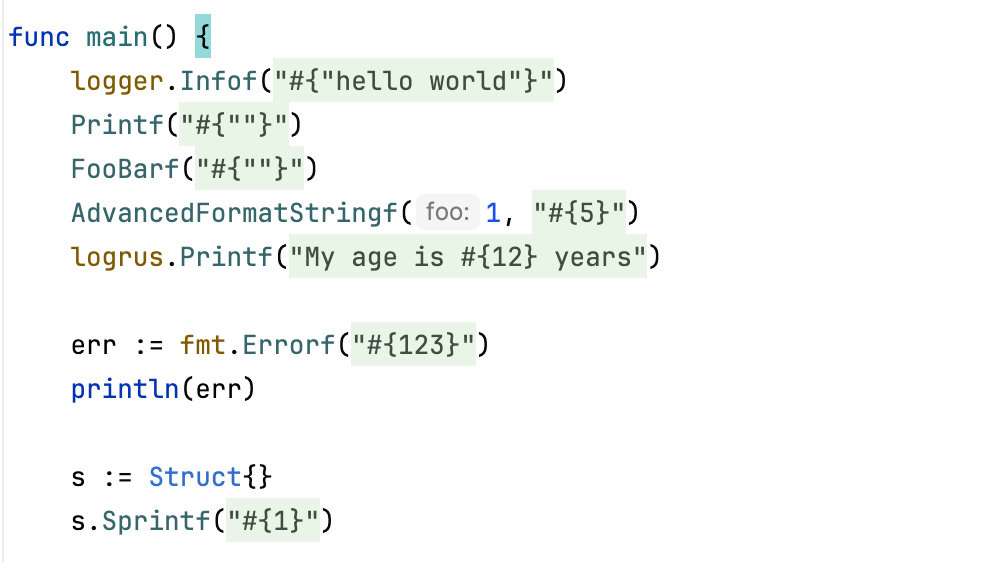 func main() {
    logger.Infof("#{"hello world"}")
    Printf("#{""}")
    FooBarf("#{""}")
    AdvancedFormatStringf( foo: 1, "#{5}")
    logrus.Printf("My age is #{12} years")
    err := fmt.Errorf("#{123}")
    println(err)
    s := Struct{}
    s.Sprintf("#{1}")